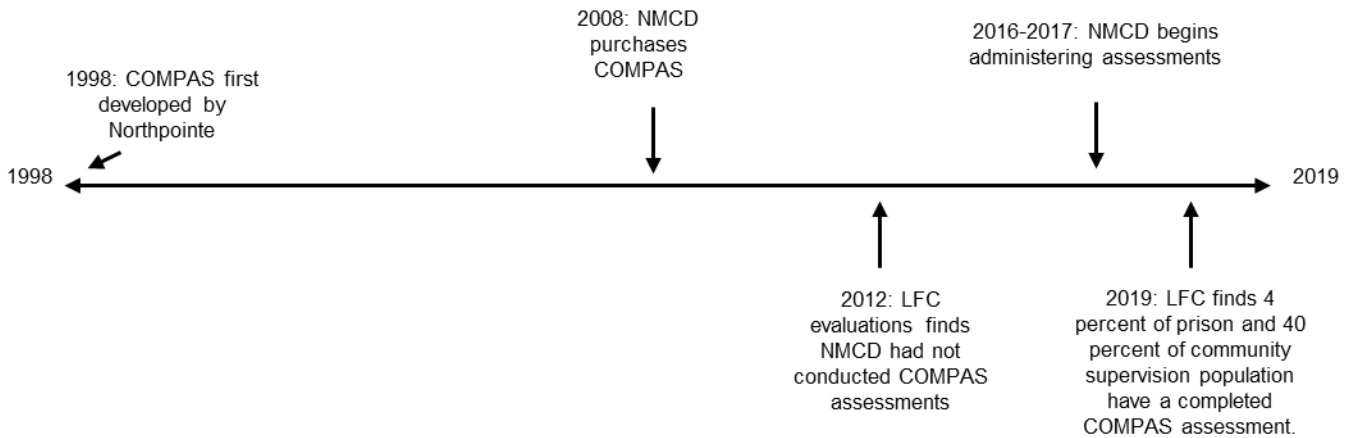 1998: COMPAS first
developed by
Northpointe
2008: NMCD
purchases
COMPAS
2016-2017: NMCD begins
administering assessments
1998
2019
2012: LFC
evaluations finds
NMCD had not
conducted COMPAS
assessments
2019: LFC finds 4
percent of prison and 40
percent of community
supervision population
have a completed
COMPAS assessment.